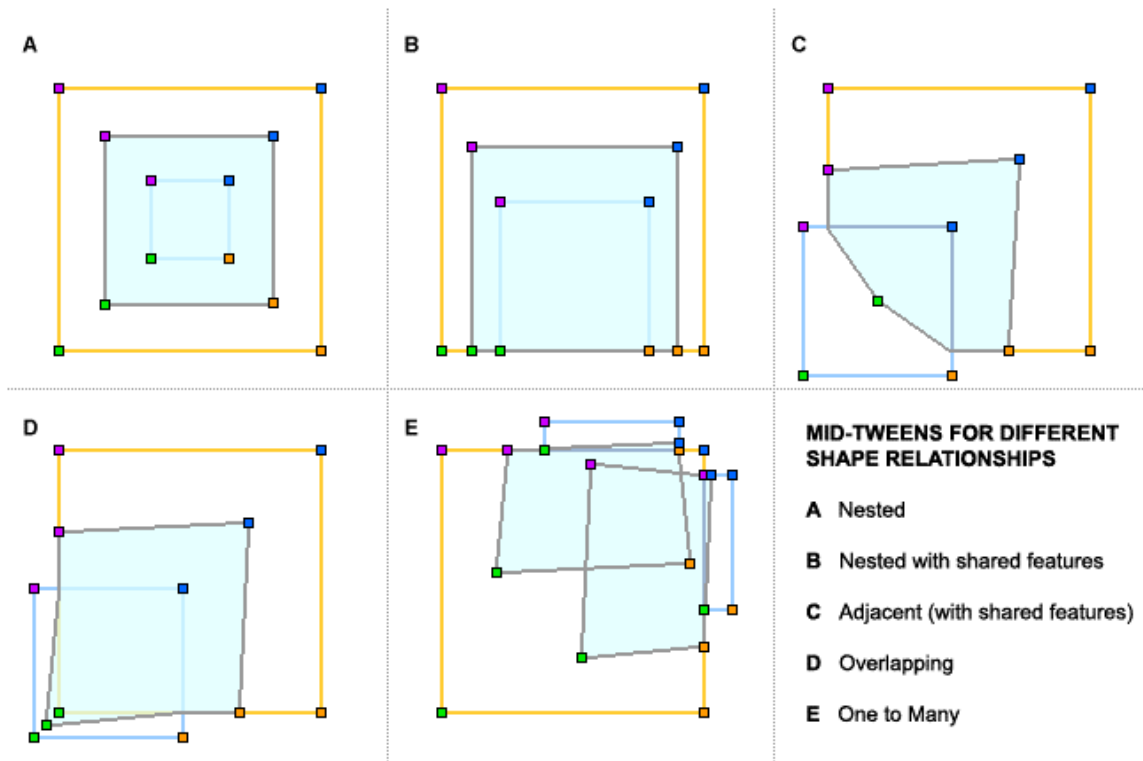 A
B
C
D
E
MID-TWEENS FOR DIFFERENT
SHAPE RELATIONSHIPS
A Nested
B Nested with shared features
C Adjacent (with shared features)
D Overlapping
E One to Many